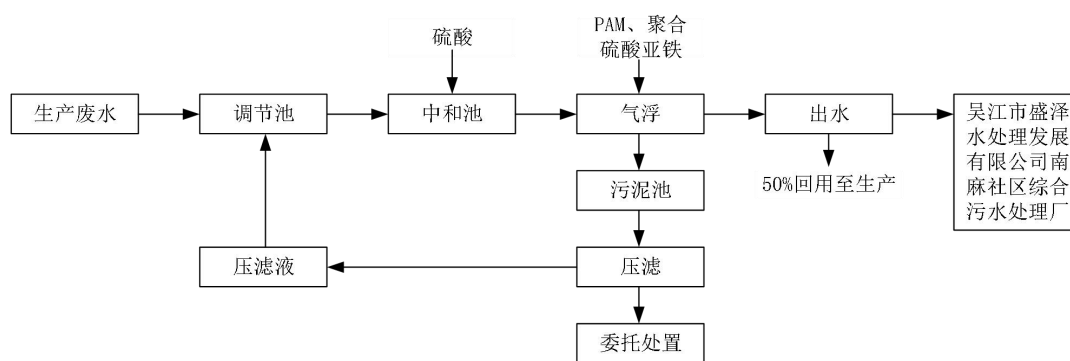 硫酸
PAM、聚合
硫酸亚铁
生产废水
调节池
中和池
气浮
出水
吴江市盛泽
水处理发展
有限公司南
麻社区综合
污水处理厂
50%回用至生产
污泥池
压滤液
压滤
委托处置